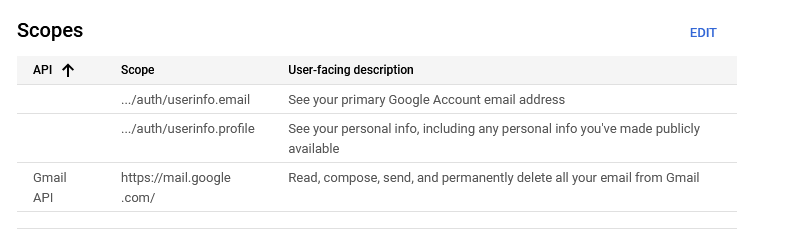 Scopes
EDIT
API Scope User-facing description
.../auth/userinfo.email See your primary Google Account email address
.../auth/userinfo.profile See your personal info, including any personal info you've made publicly
available
Gmail https://mail.google Read, compose, send, and permanently delete all your email from Gmail
API .com/